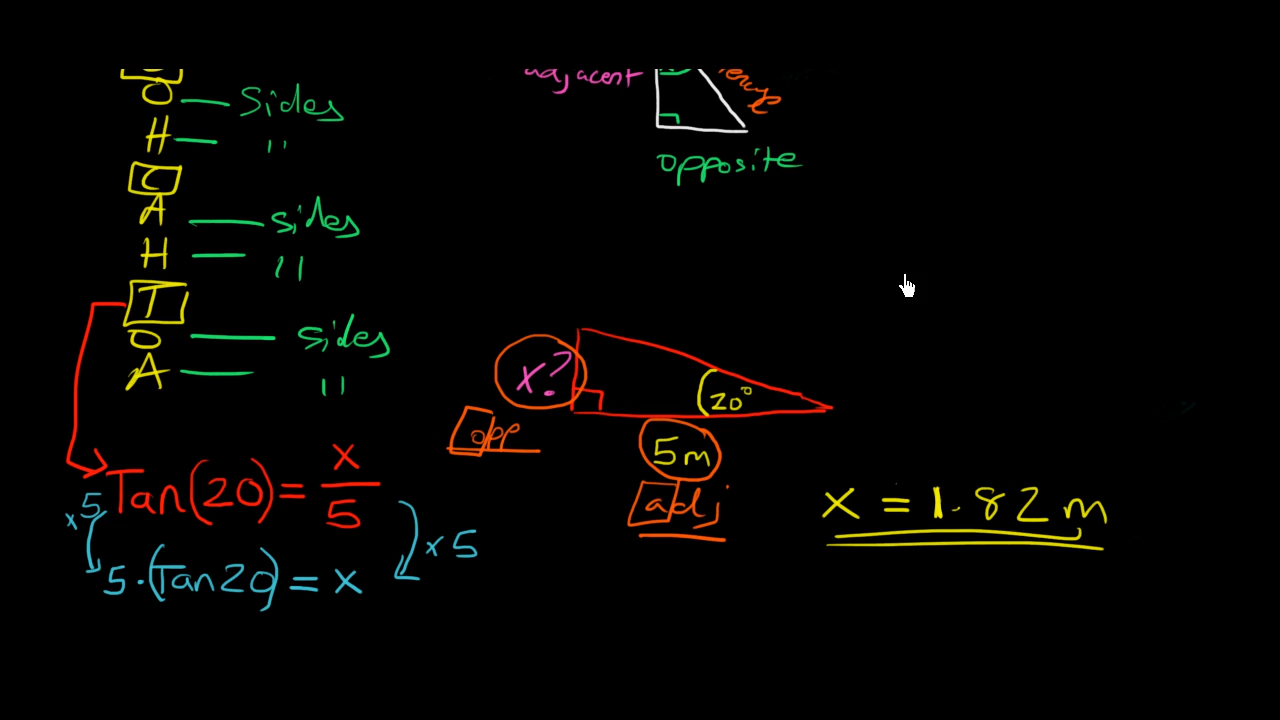 adjacent
O Sides
H "
opposite
C
A sides
H "
T
O sides
A "
x?
20°
opp
5m
adj
Tan(20) = x/5
x5
x5
5·(Tan20) = x
x = 1.82 m